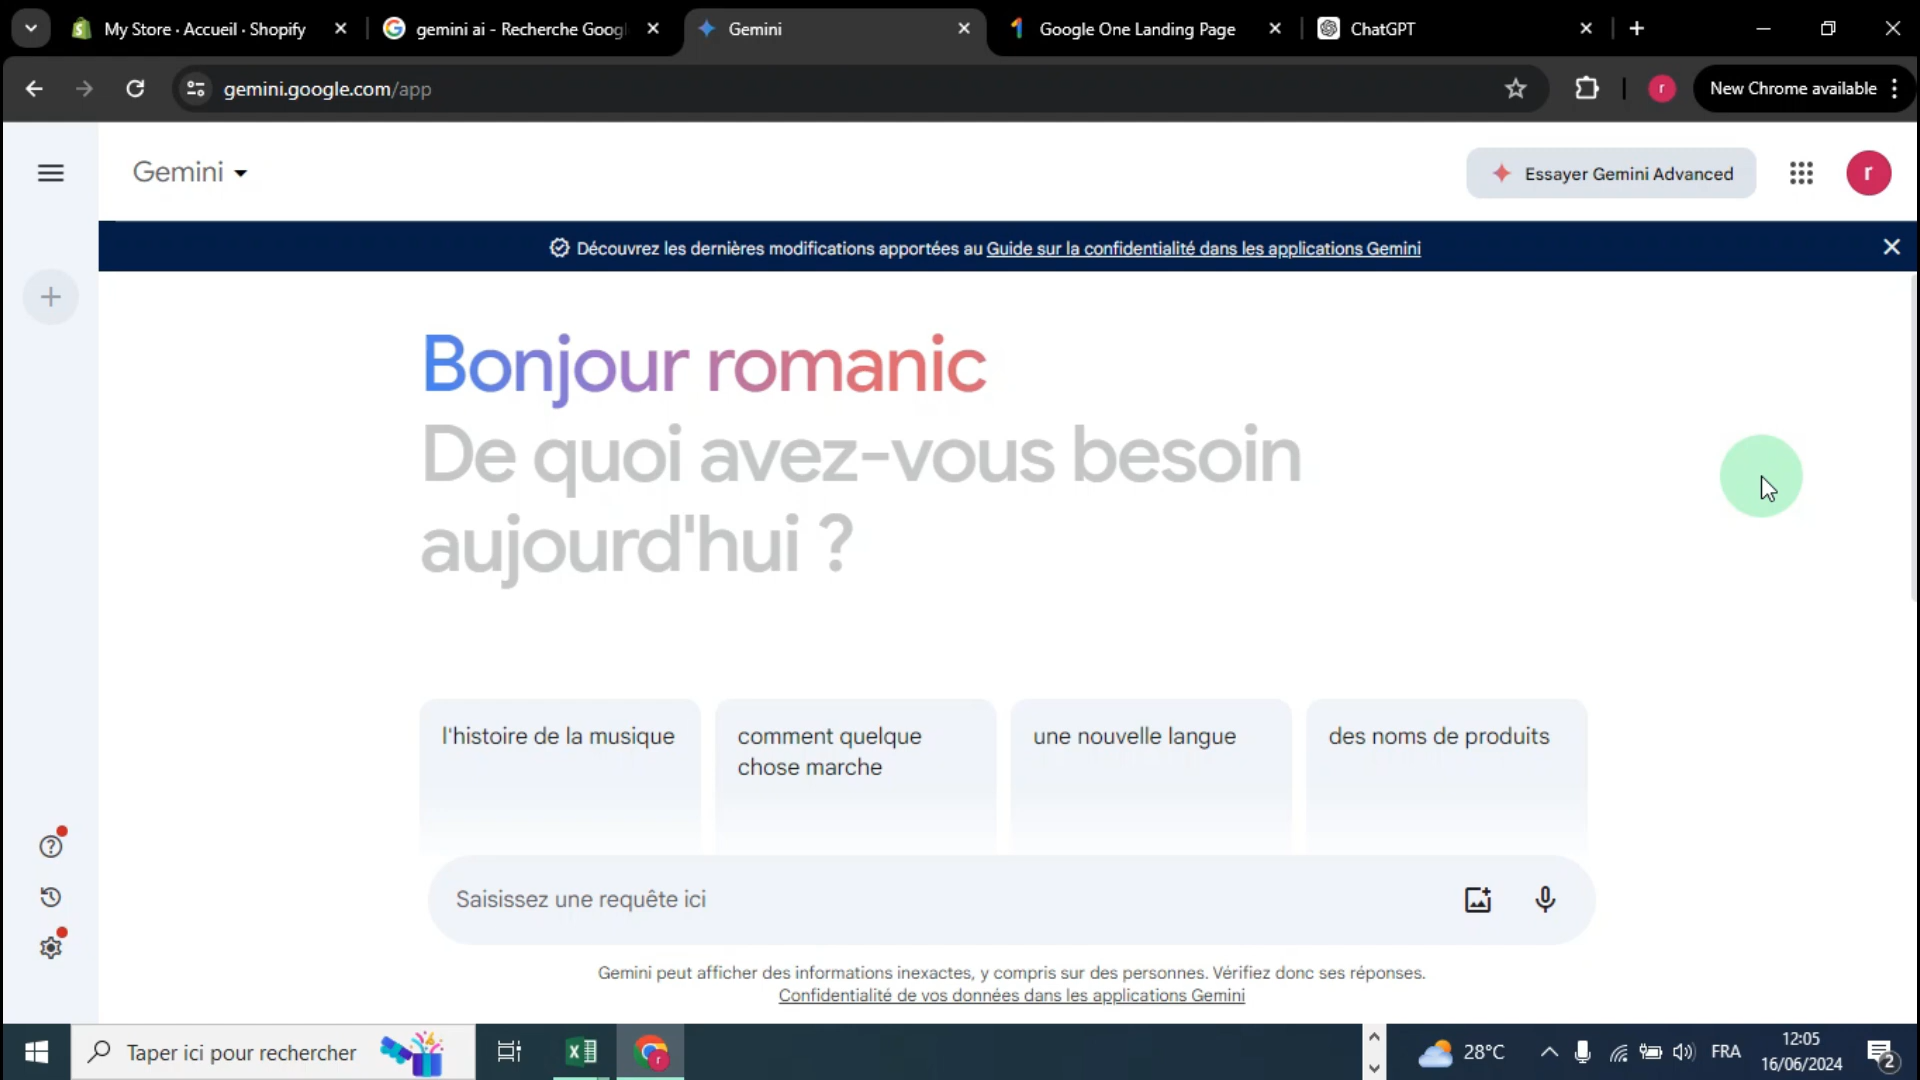 My Store · Accueil · Shopify
gemini ai - Recherche Googl
Gemini
Google One Landing Page
ChatGPT
gemini.google.com/app
r
New Chrome available
Gemini
Essayer Gemini Advanced
r
Découvrez les dernières modifications apportées au Guide sur la confidentialité dans les applications Gemini
Bonjour romanic
De quoi avez-vous besoin
aujourd'hui ?
l'histoire de la musique
comment quelque
chose marche
une nouvelle langue
des noms de produits
Saisissez une requête ici
Gemini peut afficher des informations inexactes, y compris sur des personnes. Vérifiez donc ses réponses.
Confidentialité de vos données dans les applications Gemini
Taper ici pour rechercher
28°C
FRA
12:05
16/06/2024
2